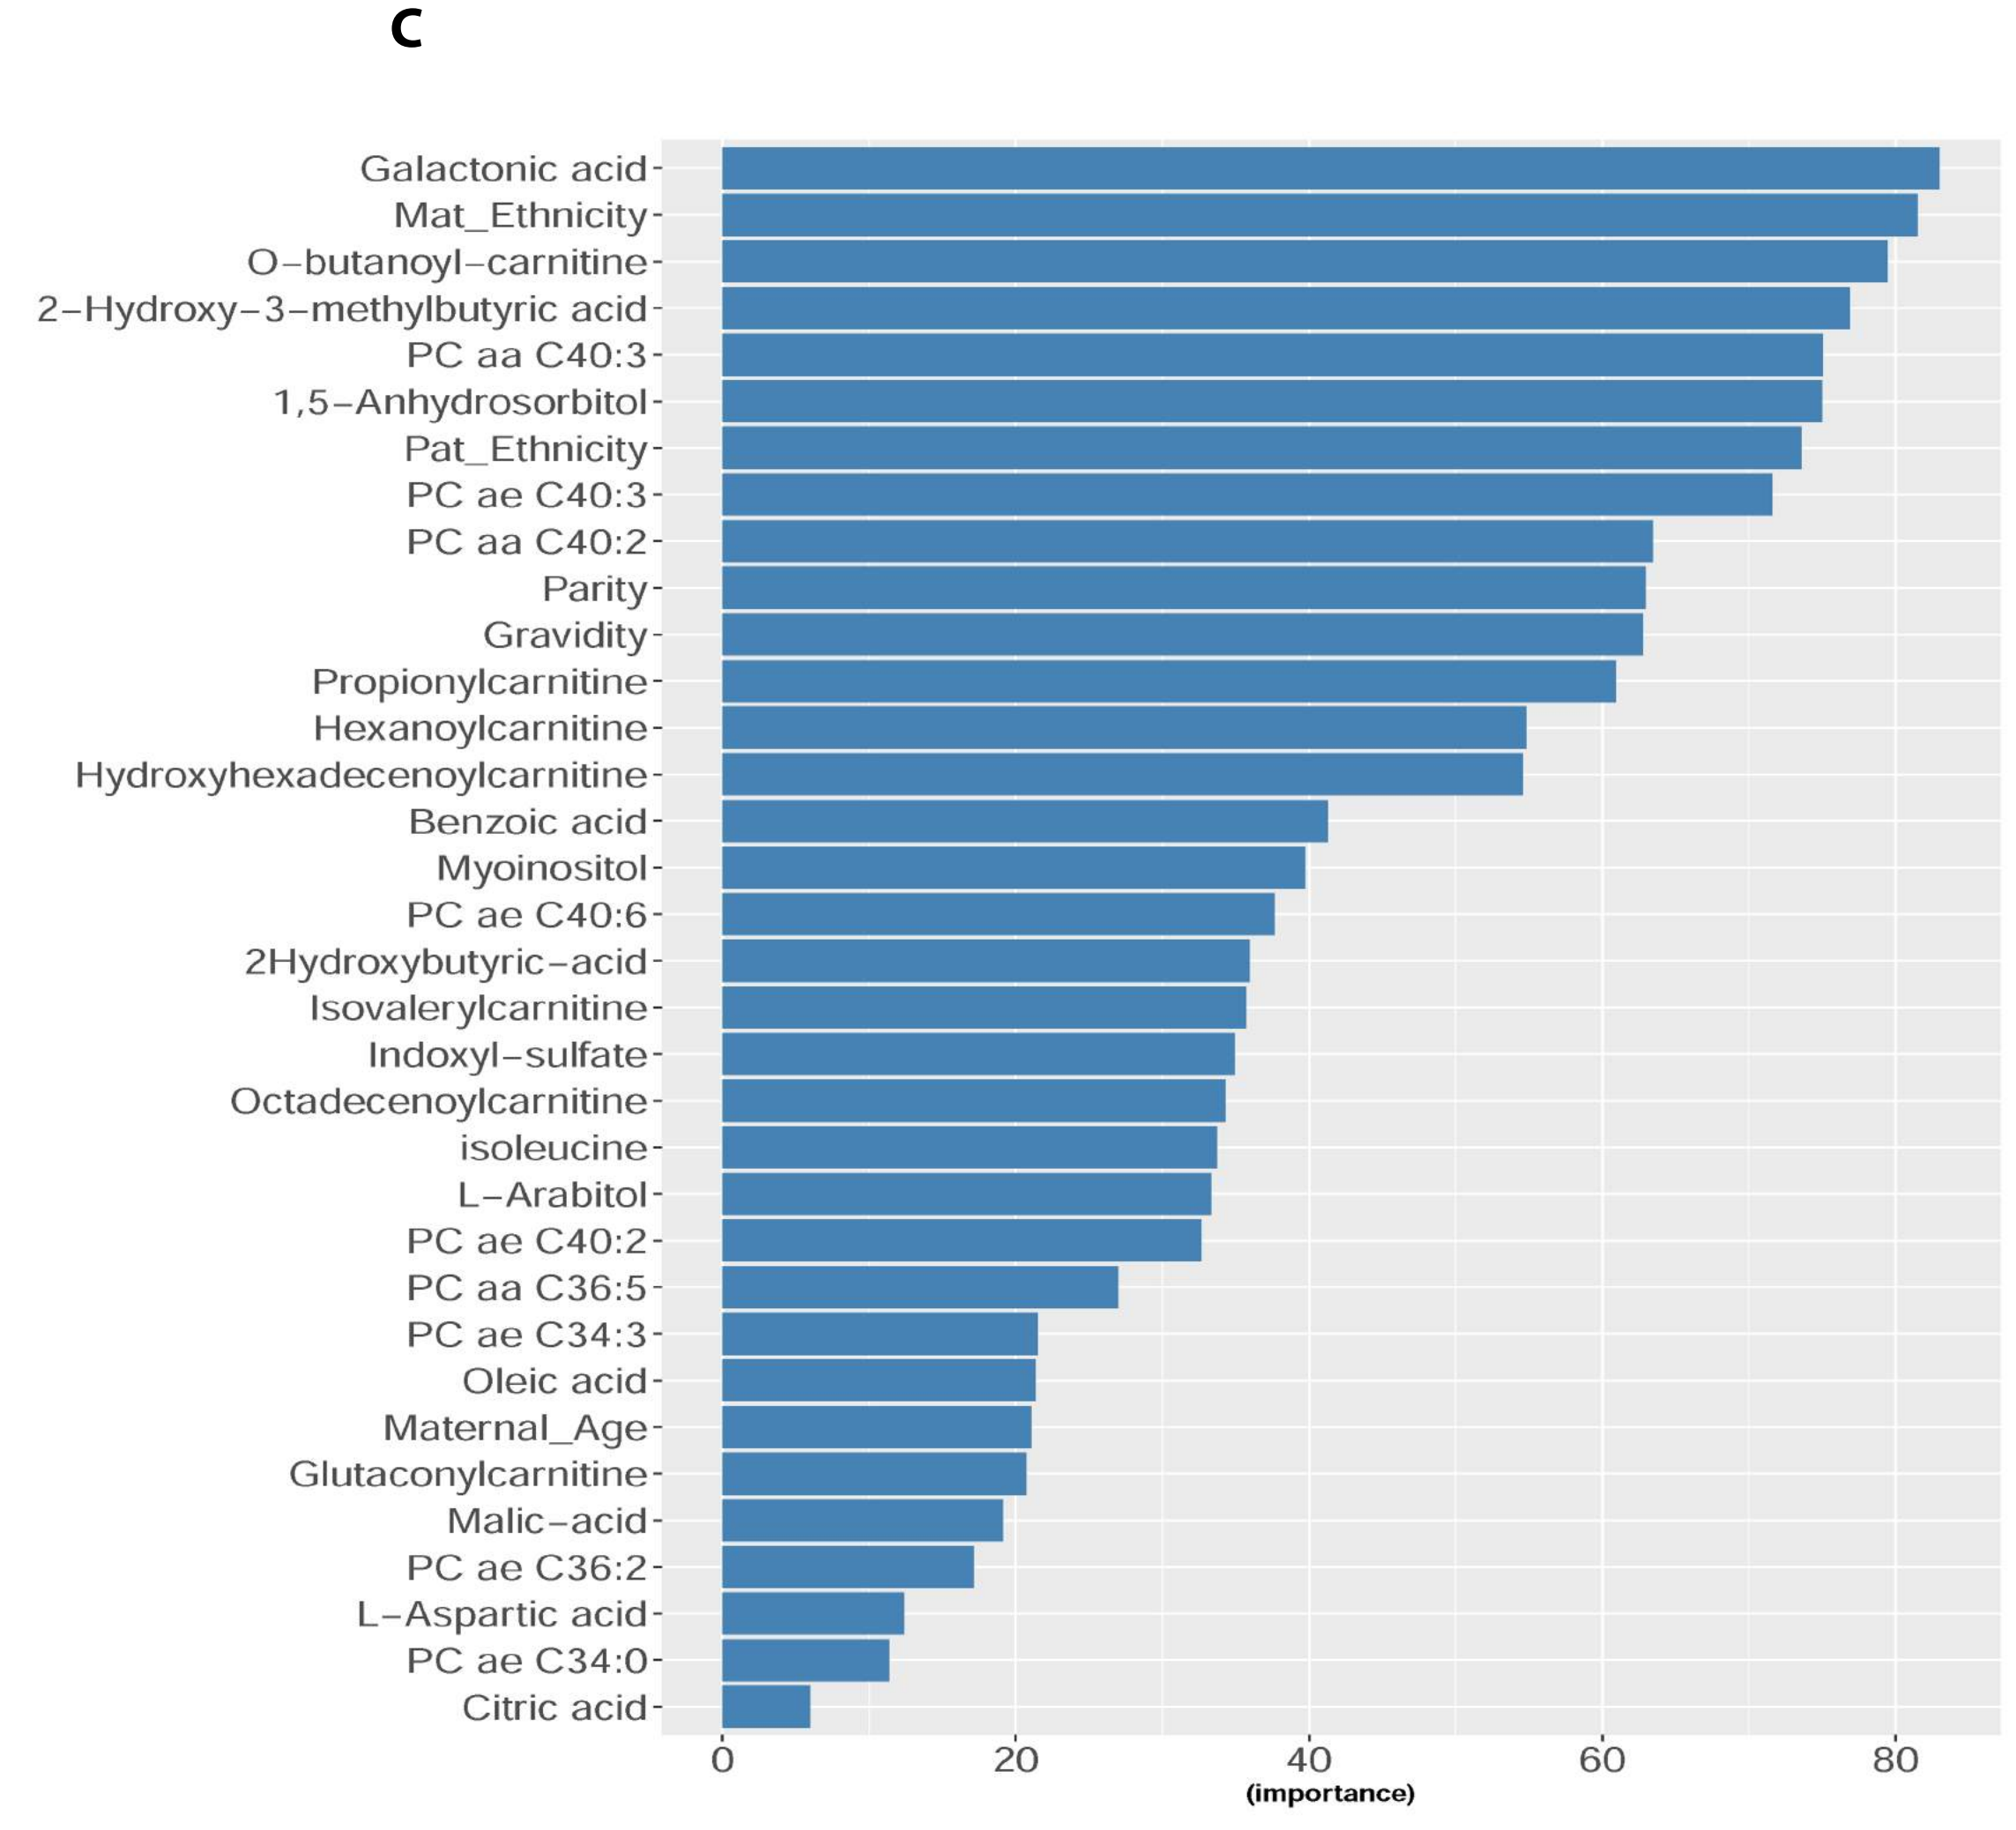 C
Galactonic acid
Mat_Ethnicity
O-butanoyl-carnitine
2-Hydroxy-3-methylbutyric acid
PC aa C40:3
1,5-Anhydrosorbitol
Pat_Ethnicity
PC ae C40:3
PC aa C40:2
Parity
Gravidity
Propionylcarnitine
Hexanoylcarnitine
Hydroxyhexadecenoylcarnitine
Benzoic acid
Myoinositol
PC ae C40:6
2Hydroxybutyric-acid
Isovalerylcarnitine
Indoxyl-sulfate
Octadecenoylcarnitine
isoleucine
L-Arabitol
PC ae C40:2
PC aa C36:5
PC ae C34:3
Oleic acid
Maternal_Age
Glutaconylcarnitine
Malic-acid
PC ae C36:2
L-Aspartic acid
PC ae C34:0
Citric acid
0 20 40 60 80
(importance)